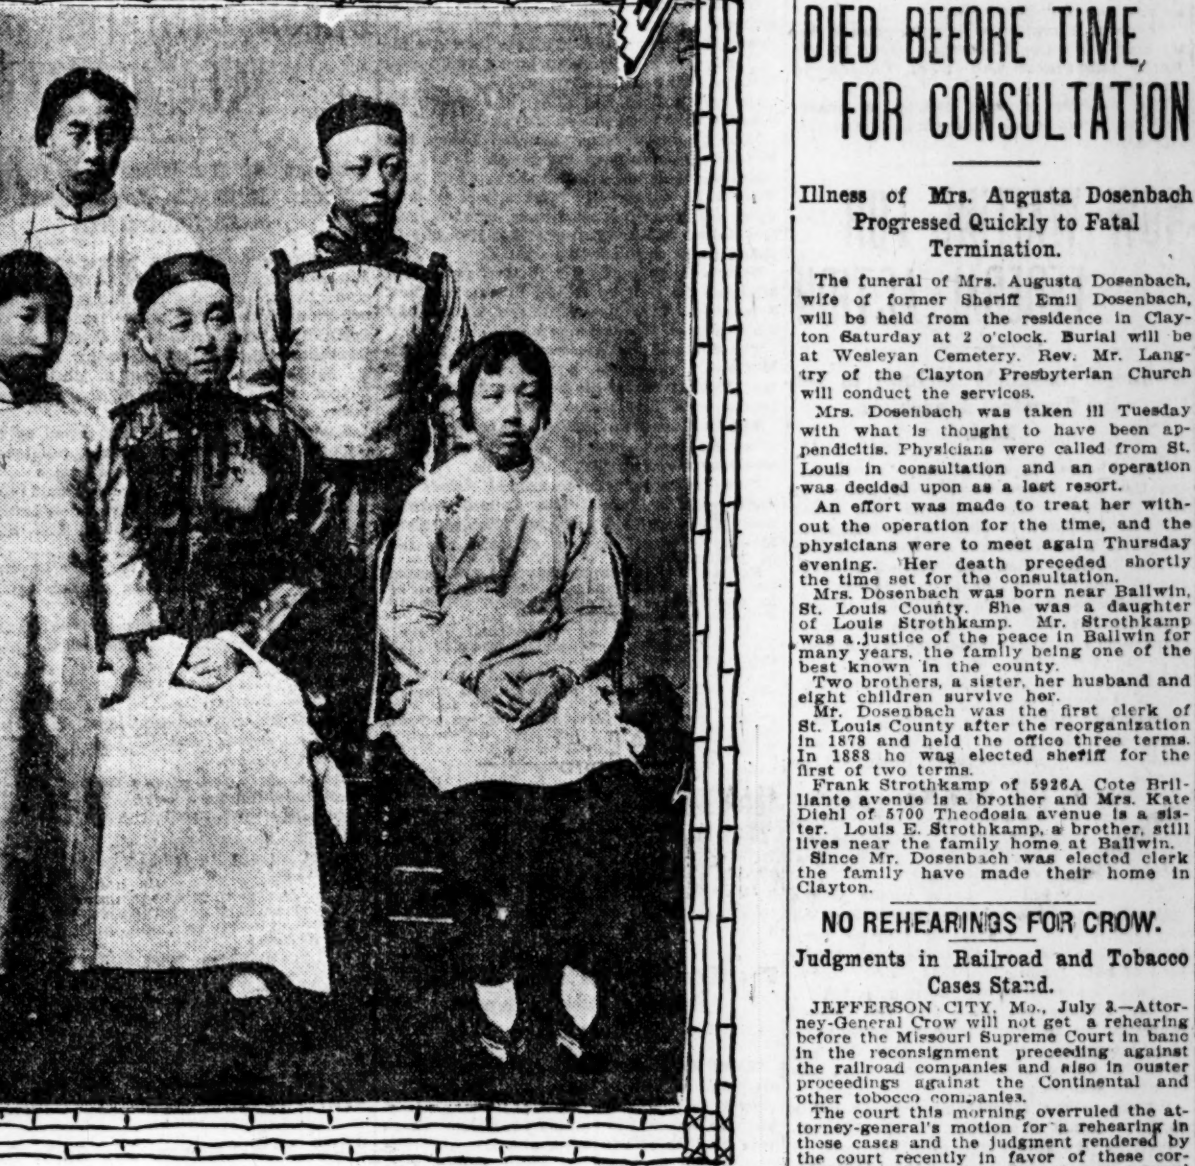 DIED BEFORE TIME,
FOR CONSULTATION
Illness of Mrs. Augusta Dosenbach
Progressed Quickly to Fatal
Termination.
The funeral of Mrs. Augusta Dosenbach,
wife of former Sheriff Emil Dosenbach,
will be held from the residence in Clay-
ton Saturday at 2 o'clock. Burial will be
at Wesleyan Cemetery. Rev. Mr. Lang-
try of the Clayton Presbyterian Church
will conduct the services.
Mrs. Dosenbach was taken ill Tuesday
with what is thought to have been ap-
pendicitis. Physicians were called from St.
Louis in consultation and an operation
was decided upon as a last resort.
An effort was made to treat her with-
out the operation for the time, and the
physicians were to meet again Thursday
evening. Her death preceded shortly
the time set for the consultation.
Mrs. Dosenbach was born near Ballwin,
St. Louis County. She was a daughter
of Louis Strothkamp. Mr. Strothkamp
was a justice of the peace in Ballwin for
many years, the family being one of the
best known in the county.
Two brothers, a sister, her husband and
eight children survive her.
Mr. Dosenbach was the first clerk of
St. Louis County after the reorganization
in 1878 and held the office three terms.
In 1888 he was elected sheriff for the
first of two terms.
Frank Strothkamp of 5926A Cote Bril-
liante avenue is a brother and Mrs. Kate
Diehl of 5700 Theodosia avenue is a sis-
ter. Louis E. Strothkamp, a brother, still
lives near the family home at Ballwin.
Since Mr. Dosenbach was elected clerk
the family have made their home in
Clayton.
NO REHEARINGS FOR CROW.
Judgments in Railroad and Tobacco
Cases Stand.
JEFFERSON CITY, Mo., July 3.—Attor-
ney-General Crow will not get a rehearing
before the Missouri Supreme Court in banc
in the reconsignment preceeding against
the railroad companies and also in ouster
proceedings against the Continental and
other tobocco companies.
The court this morning overruled the at-
torney-general's motion for a rehearing in
these cases and the judgment rendered by
the court recently in favor of these cor-